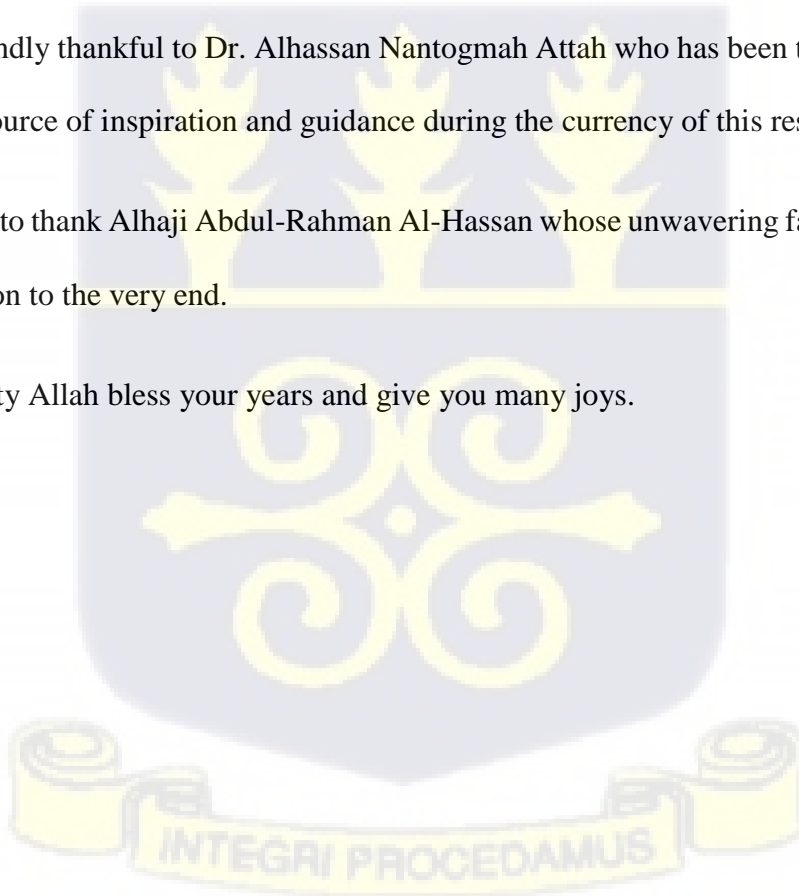 ndly thankful to Dr. Alhassan Nantogmah Attah who has been t
ource of inspiration and guidance during the currency of this res
to thank Alhaji Abdul-Rahman Al-Hassan whose unwavering fa
on to the very end.
ty Allah bless your years and give you many joys.
INTEGRI PROCEDAMUS